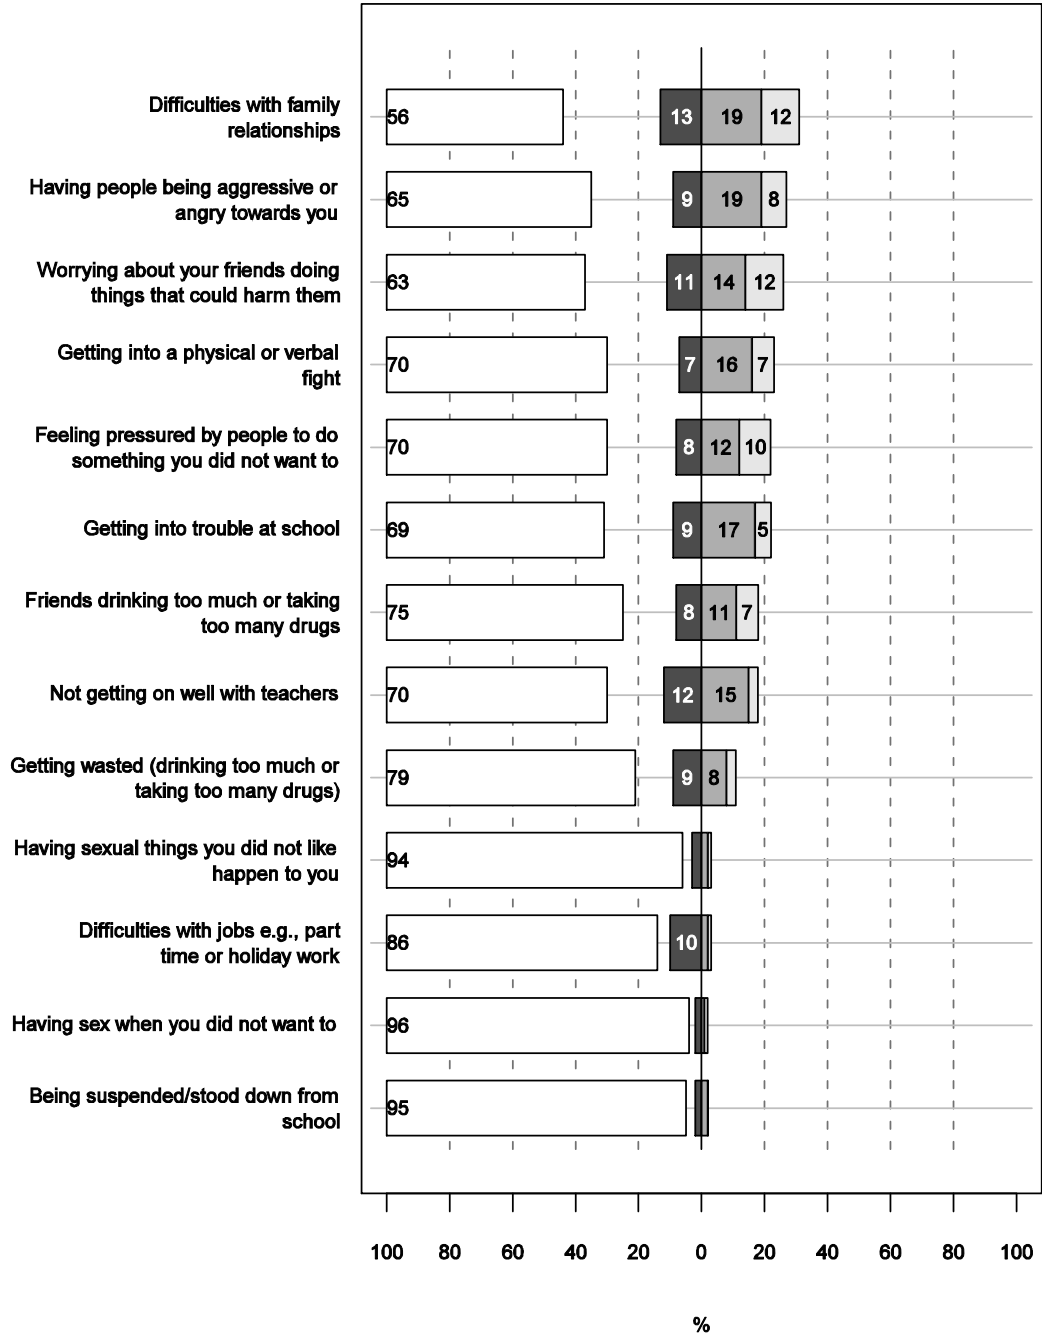 Difficulties with family
relationships
56 13 19 12
Having people being aggressive or
angry towards you
65 9 19 8
Worrying about your friends doing
things that could harm them
63 11 14 12
Getting into a physical or verbal
fight
70 7 16 7
Feeling pressured by people to do
something you did not want to
70 8 12 10
Getting into trouble at school
69 9 17 5
Friends drinking too much or taking
too many drugs
75 8 11 7
Not getting on well with teachers
70 12 15
Getting wasted (drinking too much or
taking too many drugs)
79 9 8
Having sexual things you did not like
happen to you
94
Difficulties with jobs e.g., part
time or holiday work
86 10
Having sex when you did not want to
96
Being suspended/stood down from
school
95
100 80 60 40 20 0 20 40 60 80 100
%